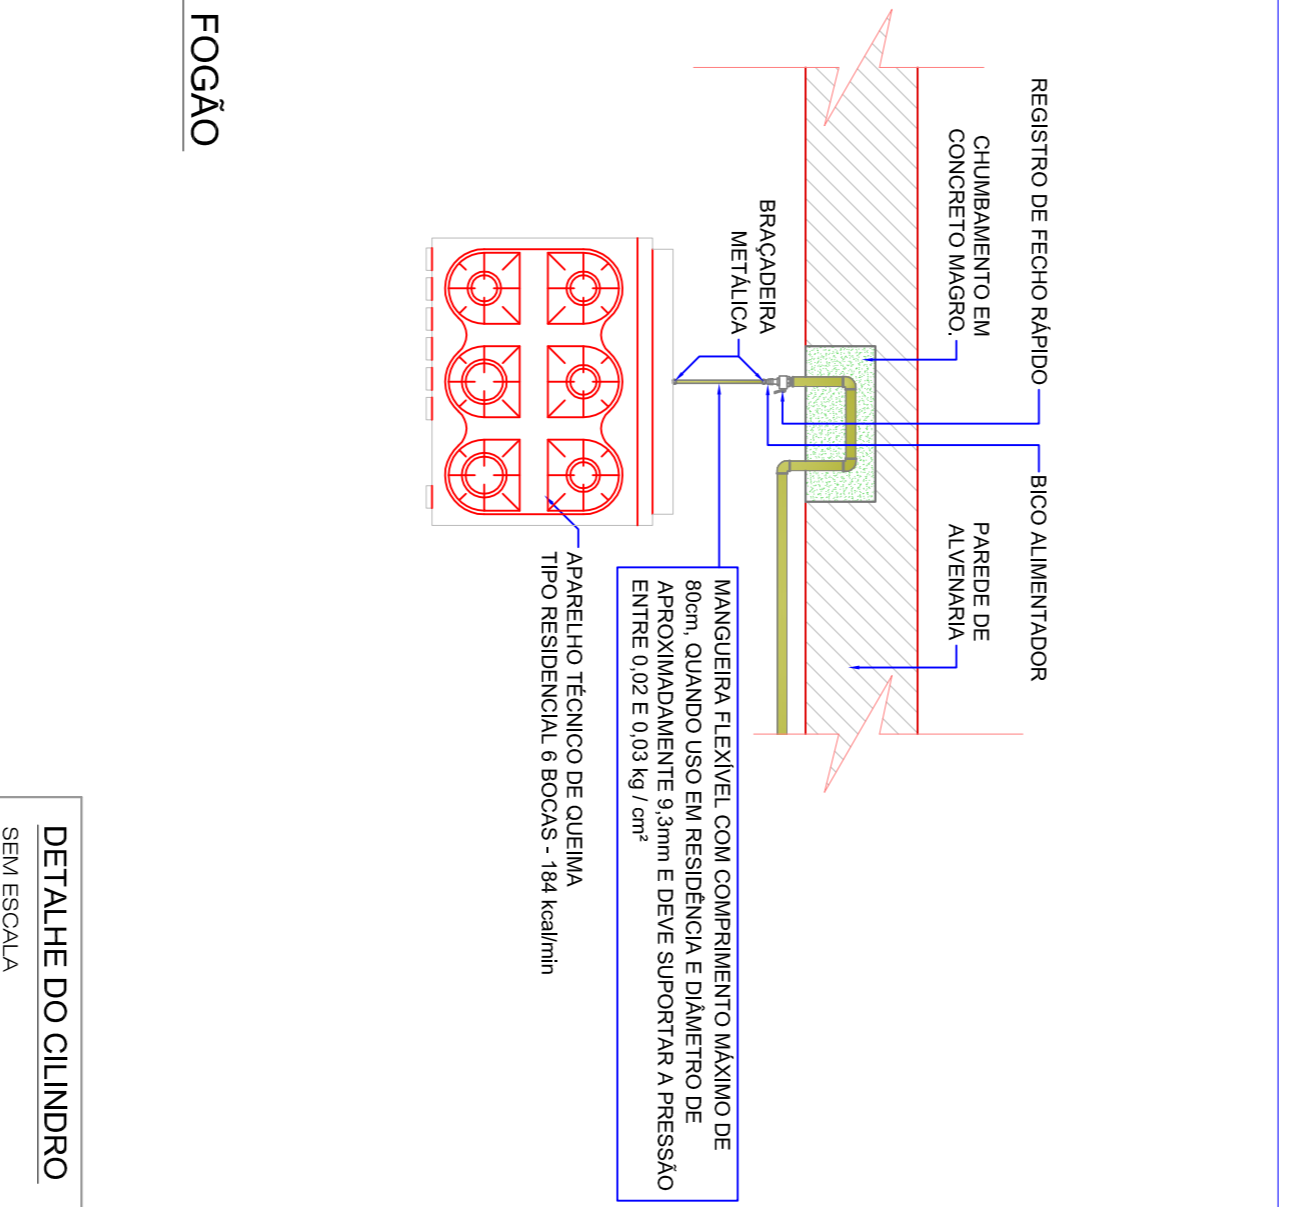 REGISTRO DE FECHO RÁPIDO
BICO ALIMENTADOR
CHUMBAMENTO EM
CONCRETO MAGRO.
PAREDE DE
ALVENARIA
BRAÇADEIRA
METÁLICA
MANGUEIRA FLEXÍVEL COM COMPRIMENTO MÁXIMO DE
80cm, QUANDO USO EM RESIDÊNCIA E DIÂMETRO DE
APROXIMADAMENTE 9,3mm E DEVE SUPORTAR A PRESSÃO
ENTRE 0,02 E 0,03 kg / cm²
APARELHO TÉCNICO DE QUEIMA
TIPO RESIDENCIAL 6 BOCAS - 184 kcal/min
FOGÃO
DETALHE DO CILINDRO
SEM ESCALA